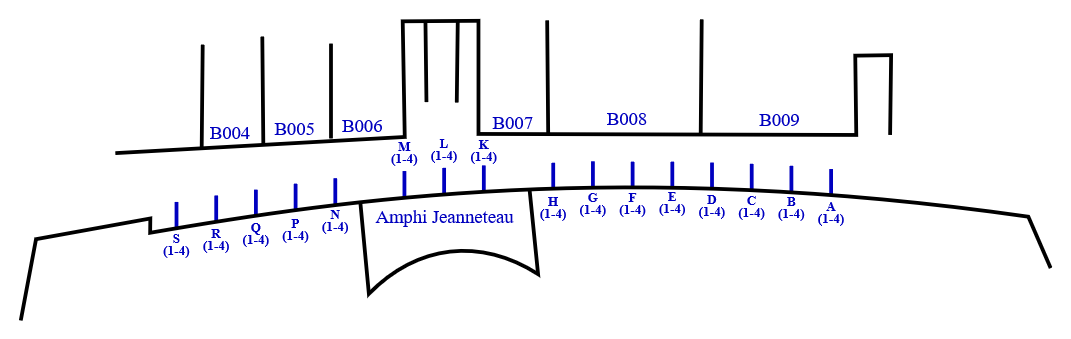 B004
B005
B006
B007
B008
B009
M
(1-4)
L
(1-4)
K
(1-4)
S
(1-4)
R
(1-4)
Q
(1-4)
P
(1-4)
N
(1-4)
Amphi Jeanneteau
H
(1-4)
G
(1-4)
F
(1-4)
E
(1-4)
D
(1-4)
C
(1-4)
B
(1-4)
A
(1-4)